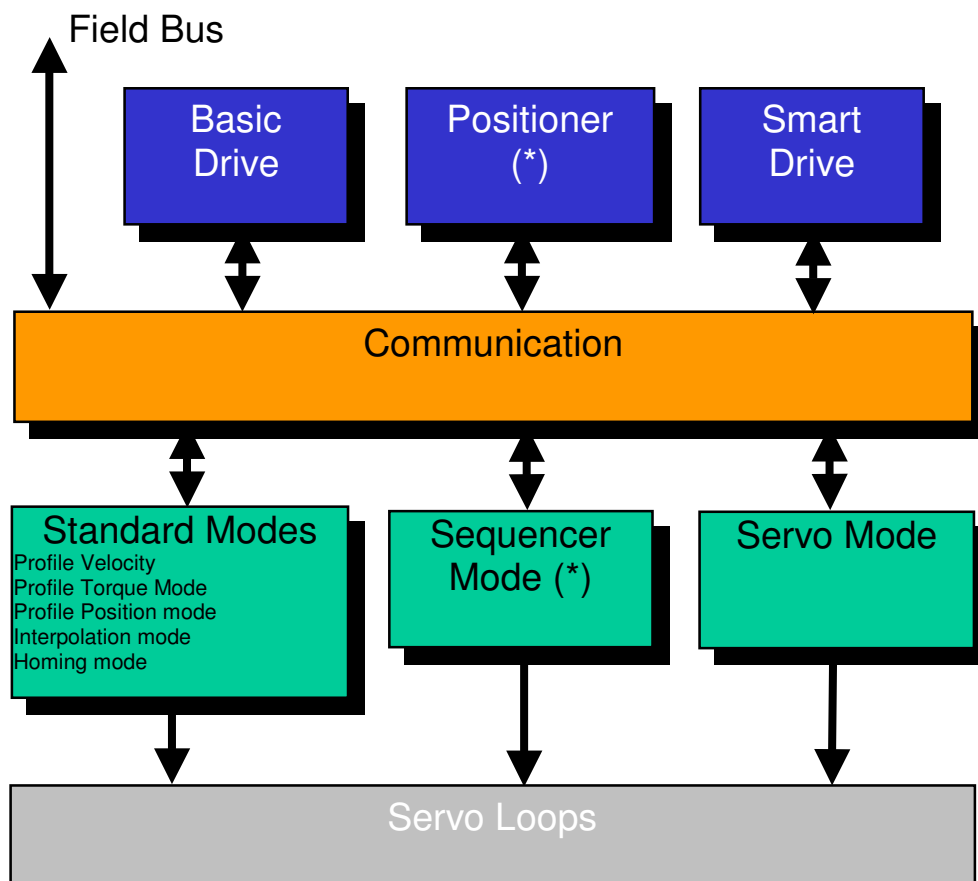 Field Bus
Basic
Drive
Positioner
(*)
Smart
Drive
Communication
Standard Modes
Profile Velocity
Profile Torque Mode
Profile Position mode
Interpolation mode
Homing mode
Sequencer
Mode (*)
Servo Mode
Servo Loops